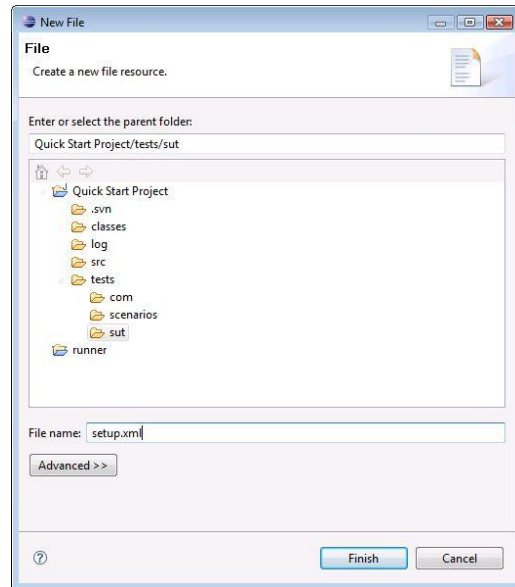 New File
File
Create a new file resource.
Enter or select the parent folder:
Quick Start Project/tests/sut
Quick Start Project
.svn
classes
log
src
tests
com
scenarios
sut
runner
File name: setup.xml
Advanced >>
? Finish Cancel